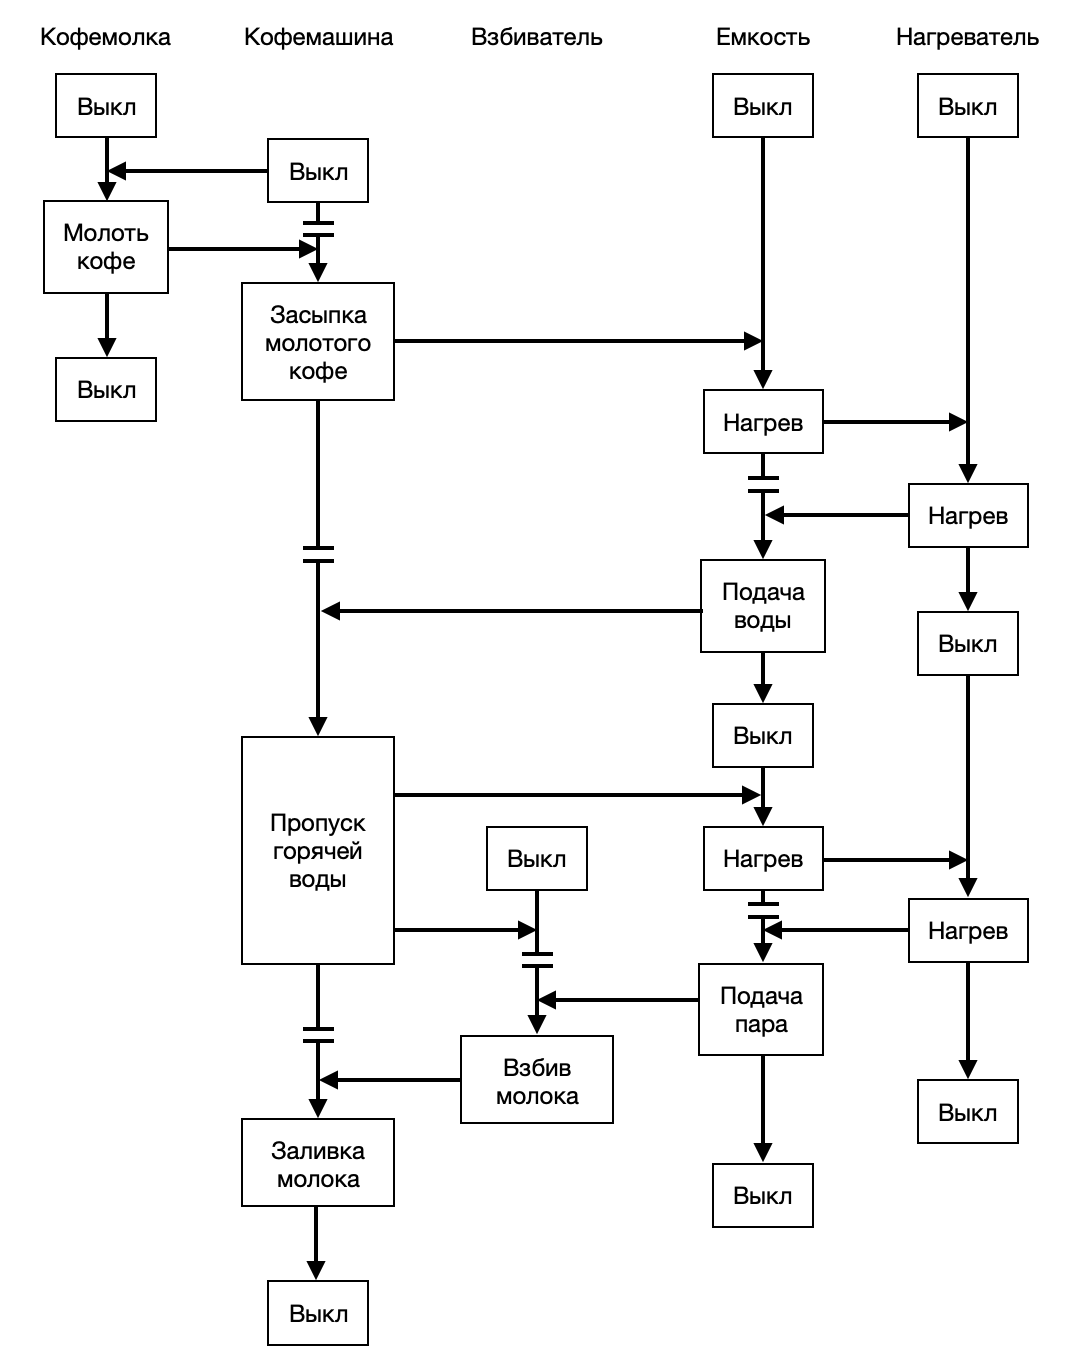 Кофемолка
Кофемашина
Взбиватель
Емкость
Нагреватель
Выкл
Выкл
Выкл
Выкл
Молоть
кофе
Засыпка
молотого
кофе
Выкл
Нагрев
Нагрев
Подача
воды
Выкл
Выкл
Пропуск
горячей
воды
Выкл
Нагрев
Нагрев
Подача
пара
Взбив
молока
Выкл
Заливка
молока
Выкл
Выкл